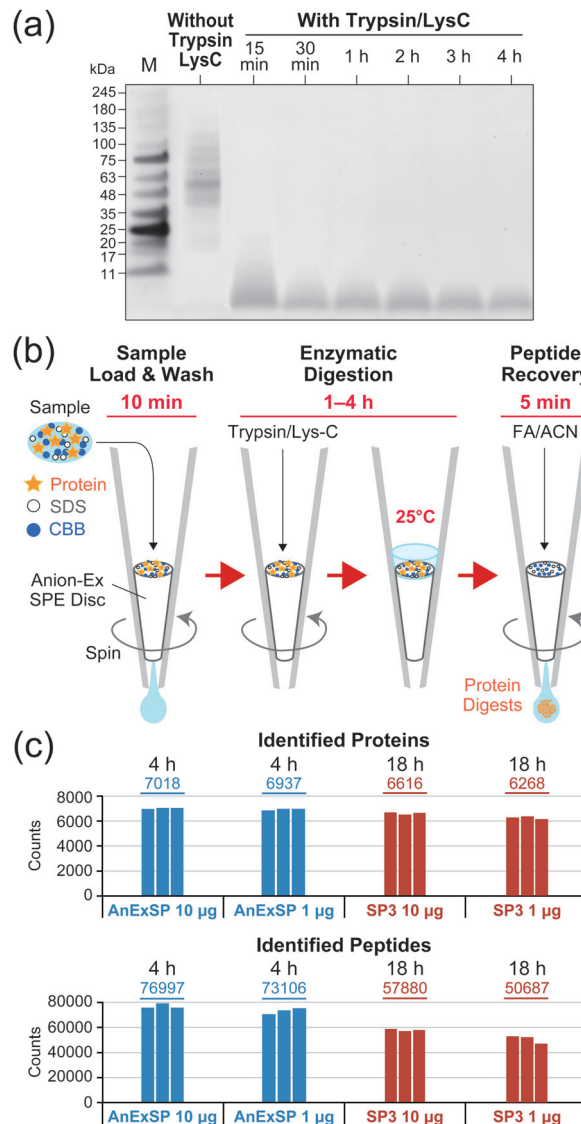 (a)
Without
Trypsin
LysC
With Trypsin/LysC
kDa
M
15
min
30
min
1 h
2 h
3 h
4 h
245
180
135
100
75
63
48
35
25
20
17
11
(b)
Sample
Load & Wash
10 min
Enzymatic
Digestion
1–4 h
Peptide
Recovery
5 min
Sample
Trypsin/Lys-C
FA/ACN
Protein
SDS
CBB
25°C
Anion-Ex
SPE Disc
Spin
Protein
Digests
(c)
Identified Proteins
4 h
4 h
18 h
18 h
7018
6937
6616
6268
Counts
8000
6000
4000
2000
0
AnExSP 10 µg
AnExSP 1 µg
SP3 10 µg
SP3 1 µg
Identified Peptides
4 h
4 h
18 h
18 h
76997
73106
57880
50687
Counts
80000
60000
40000
20000
0
AnExSP 10 µg
AnExSP 1 µg
SP3 10 µg
SP3 1 µg